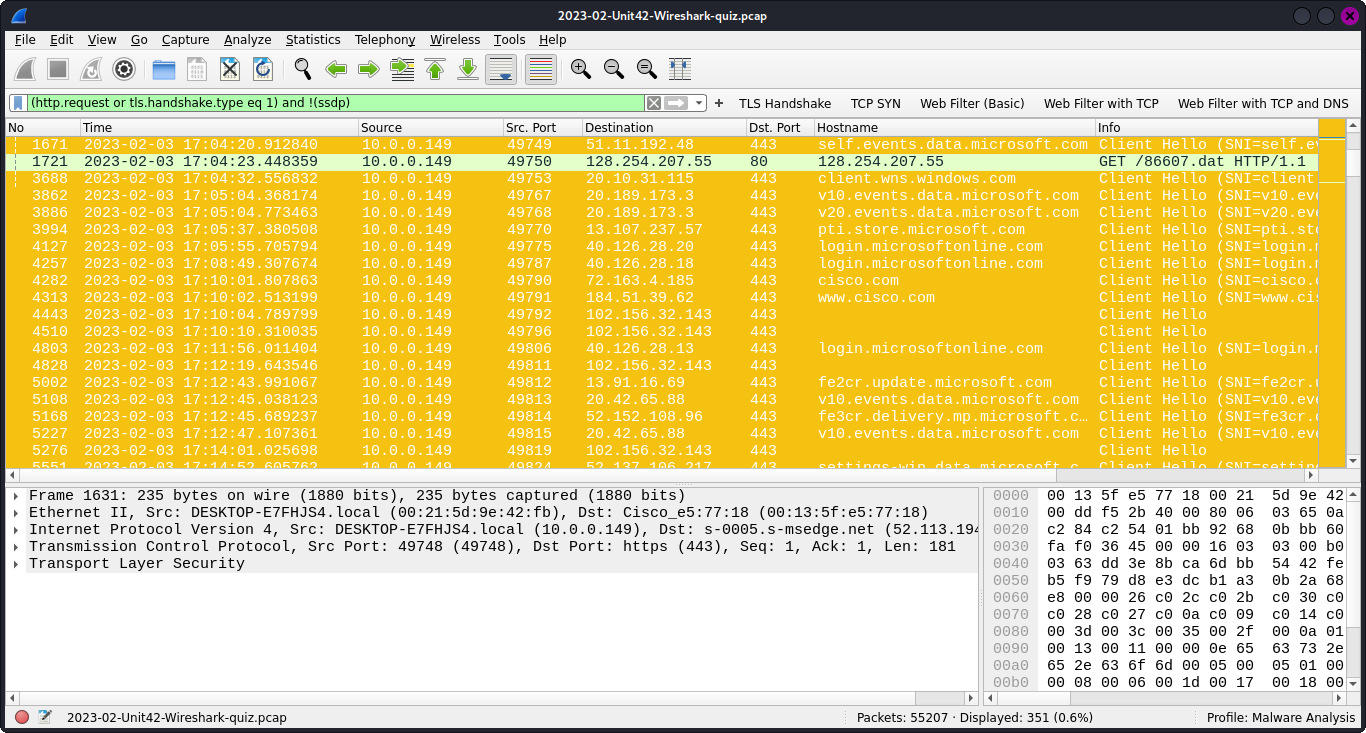 2023-02-Unit42-Wireshark-quiz.pcap
File Edit View Go Capture Analyze Statistics Telephony Wireless Tools Help
(http.request or tls.handshake.type eq 1) and !(ssdp) + TLS Handshake TCP SYN Web Filter (Basic) Web Filter with TCP Web Filter with TCP and DNS
No Time Source Src. Port Destination Dst. Port Hostname Info
1671 2023-02-03 17:04:20.912840 10.0.0.149 49749 51.11.192.48 443 self.events.data.microsoft.com Client Hello (SNI=self.ev
1721 2023-02-03 17:04:23.448359 10.0.0.149 49750 128.254.207.55 80 128.254.207.55 GET /86607.dat HTTP/1.1
3688 2023-02-03 17:04:32.556832 10.0.0.149 49753 20.10.31.115 443 client.wns.windows.com Client Hello (SNI=client
3862 2023-02-03 17:05:04.368174 10.0.0.149 49767 20.189.173.3 443 v10.events.data.microsoft.com Client Hello (SNI=v10.eve
3886 2023-02-03 17:05:04.773463 10.0.0.149 49768 20.189.173.3 443 v20.events.data.microsoft.com Client Hello (SNI=v20.eve
3994 2023-02-03 17:05:37.380508 10.0.0.149 49770 13.107.237.57 443 pti.store.microsoft.com Client Hello (SNI=pti.sto
4127 2023-02-03 17:05:55.705794 10.0.0.149 49775 40.126.28.20 443 login.microsoftonline.com Client Hello (SNI=login.m
4257 2023-02-03 17:08:49.307674 10.0.0.149 49787 40.126.28.18 443 login.microsoftonline.com Client Hello (SNI=login.m
4282 2023-02-03 17:10:01.807863 10.0.0.149 49790 72.163.4.185 443 cisco.com Client Hello (SNI=cisco.c
4313 2023-02-03 17:10:02.513199 10.0.0.149 49791 184.51.39.62 443 www.cisco.com Client Hello (SNI=www.cis
4443 2023-02-03 17:10:04.789799 10.0.0.149 49792 102.156.32.143 443 Client Hello
4510 2023-02-03 17:10:10.310035 10.0.0.149 49796 102.156.32.143 443 Client Hello
4803 2023-02-03 17:11:56.011404 10.0.0.149 49806 40.126.28.13 443 login.microsoftonline.com Client Hello (SNI=login.m
4828 2023-02-03 17:12:19.643546 10.0.0.149 49811 102.156.32.143 443 Client Hello
5002 2023-02-03 17:12:43.991067 10.0.0.149 49812 13.91.16.69 443 fe2cr.update.microsoft.com Client Hello (SNI=fe2cr.u
5108 2023-02-03 17:12:45.038123 10.0.0.149 49813 20.42.65.88 443 v10.events.data.microsoft.com Client Hello (SNI=v10.eve
5168 2023-02-03 17:12:45.689237 10.0.0.149 49814 52.152.108.96 443 fe3cr.delivery.mp.microsoft.c… Client Hello (SNI=fe3cr.d
5227 2023-02-03 17:12:47.107361 10.0.0.149 49815 20.42.65.88 443 v10.events.data.microsoft.com Client Hello (SNI=v10.eve
5276 2023-02-03 17:14:01.025698 10.0.0.149 49819 102.156.32.143 443 Client Hello
5551 2023-02-03 17:14:52.605762 10.0.0.149 49824 52.137.106.217 443 settings-win.data.microsoft.c… Client Hello (SNI=settin
Frame 1631: 235 bytes on wire (1880 bits), 235 bytes captured (1880 bits)
Ethernet II, Src: DESKTOP-E7FHJS4.local (00:21:5d:9e:42:fb), Dst: Cisco_e5:77:18 (00:13:5f:e5:77:18)
Internet Protocol Version 4, Src: DESKTOP-E7FHJS4.local (10.0.0.149), Dst: s-0005.s-msedge.net (52.113.194
Transmission Control Protocol, Src Port: 49748 (49748), Dst Port: https (443), Seq: 1, Ack: 1, Len: 181
Transport Layer Security
0000 00 13 5f e5 77 18 00 21 5d 9e 42
0010 00 dd f5 2b 40 00 80 06 03 65 0a
0020 c2 84 c2 54 01 bb 92 68 0b bb 60
0030 fa f0 36 45 00 00 16 03 03 00 b0
0040 03 63 dd 3e 8b ca 6d bb 54 42 fe
0050 b5 f9 79 d8 e3 dc b1 a3 0b 2a 68
0060 e8 00 00 26 c0 2c c0 2b c0 30 c0
0070 c0 28 c0 27 c0 0a c0 09 c0 14 c0
0080 00 3d 00 3c 00 35 00 2f 00 0a 01
0090 00 13 00 11 00 00 0e 65 63 73 2e
00a0 65 2e 63 6f 6d 00 05 00 05 01 00
00b0 00 08 00 06 00 1d 00 17 00 18 00
2023-02-Unit42-Wireshark-quiz.pcap Packets: 55207 · Displayed: 351 (0.6%) Profile: Malware Analysis